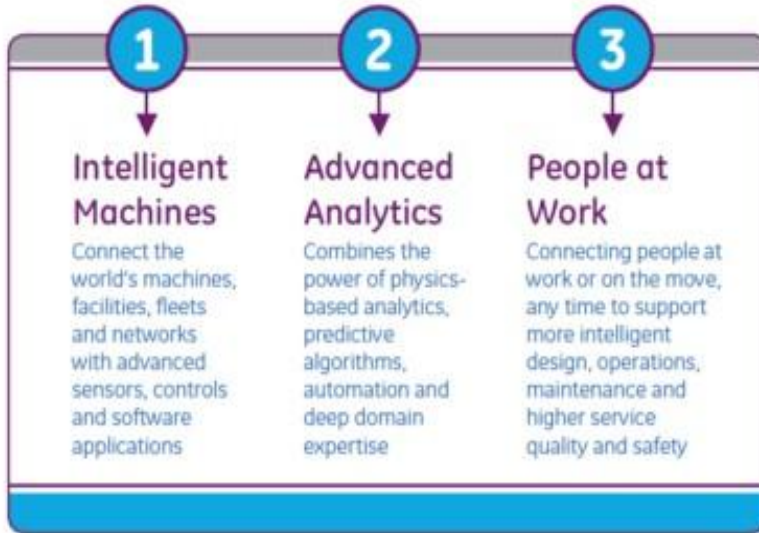 1
Intelligent
Machines
Connect the
world's machines,
facilities, fleets
and networks
with advanced
sensors, controls
and software
applications
2
Advanced
Analytics
Combines the
power of physics-
based analytics,
predictive
algorithms,
automation and
deep domain
expertise
3
People at
Work
Connecting people at
work or on the move,
any time to support
more intelligent
design, operations,
maintenance and
higher service
quality and safety